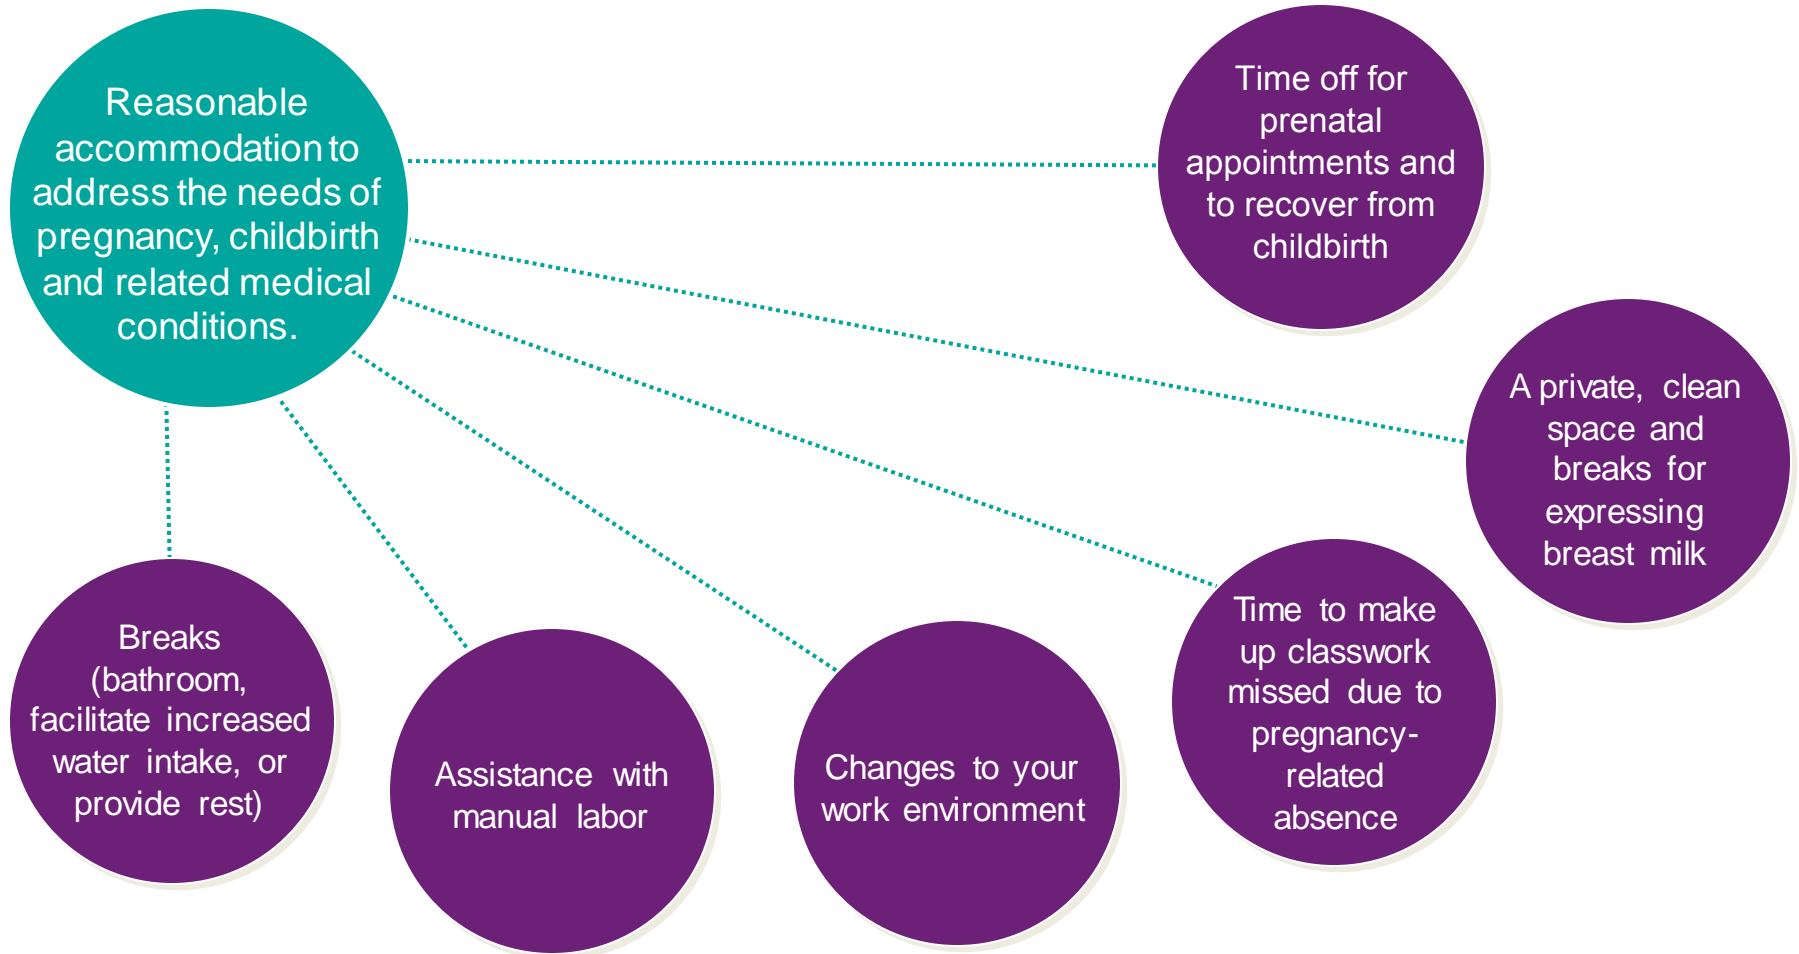 Reasonable
accommodation to
address the needs of
pregnancy, childbirth
and related medical
conditions.
Time off for
prenatal
appointments and
to recover from
childbirth
A private, clean
space and
breaks for
expressing
breast milk
Time to make
up classwork
missed due to
pregnancy-
related
absence
Changes to your
work environment
Assistance with
manual labor
Breaks
(bathroom,
facilitate increased
water intake, or
provide rest)